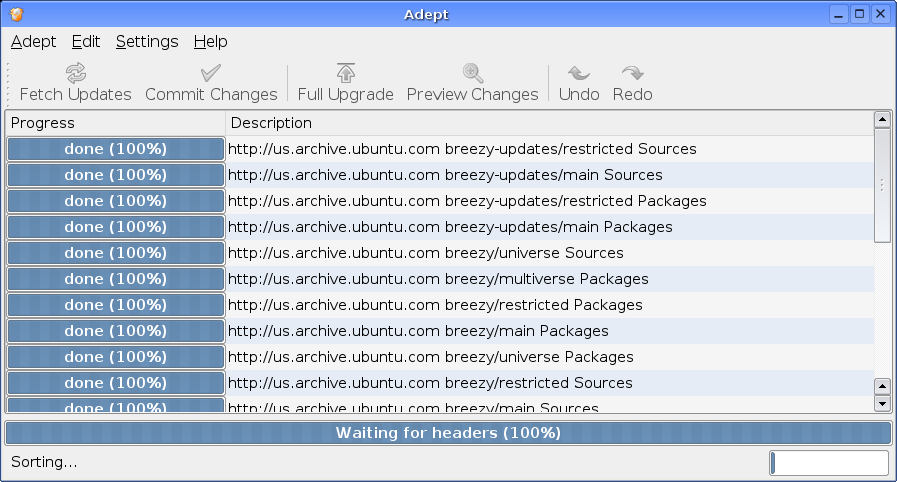 Adept
Adept Edit Settings Help
Fetch Updates Commit Changes Full Upgrade Preview Changes Undo Redo
Progress Description
done (100%) http://us.archive.ubuntu.com breezy-updates/restricted Sources
done (100%) http://us.archive.ubuntu.com breezy-updates/main Sources
done (100%) http://us.archive.ubuntu.com breezy-updates/restricted Packages
done (100%) http://us.archive.ubuntu.com breezy-updates/main Packages
done (100%) http://us.archive.ubuntu.com breezy/universe Sources
done (100%) http://us.archive.ubuntu.com breezy/multiverse Packages
done (100%) http://us.archive.ubuntu.com breezy/restricted Packages
done (100%) http://us.archive.ubuntu.com breezy/main Packages
done (100%) http://us.archive.ubuntu.com breezy/universe Packages
done (100%) http://us.archive.ubuntu.com breezy/restricted Sources
done (100%) http://us.archive.ubuntu.com breezy/main Sources
Waiting for headers (100%)
Sorting...